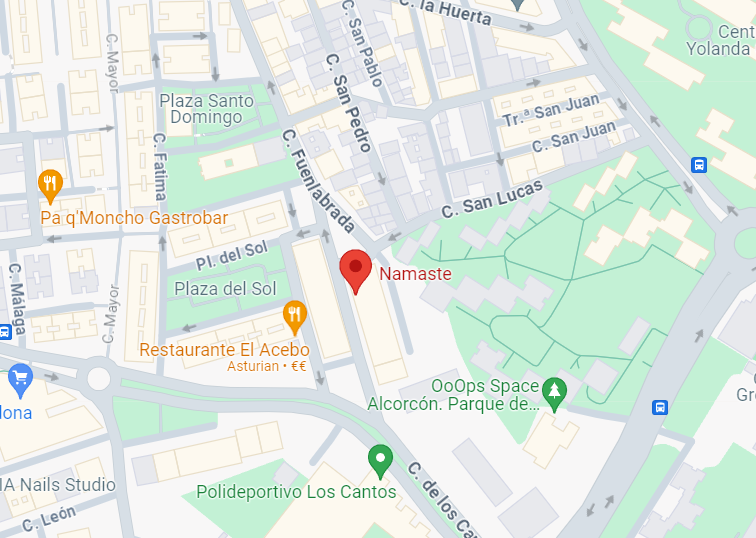 C. la Huerta
Cent
Yolanda
C. Mayor
C. San Pablo
C. San Pedro
Plaza Santo
Domingo
Tr.ª San Juan
C. San Juan
C. Fatima
C. Fuenlabrada
C. San Lucas
Pa q'Moncho Gastrobar
Pl. del Sol
Namaste
C. Málaga
Plaza del Sol
C. Mayor
Restaurante El Acebo
Asturian • €€
OoOps Space
Alcorcón. Parque de...
Gr
lona
C. de los Ca
IA Nails Studio
Polideportivo Los Cantos
C. León